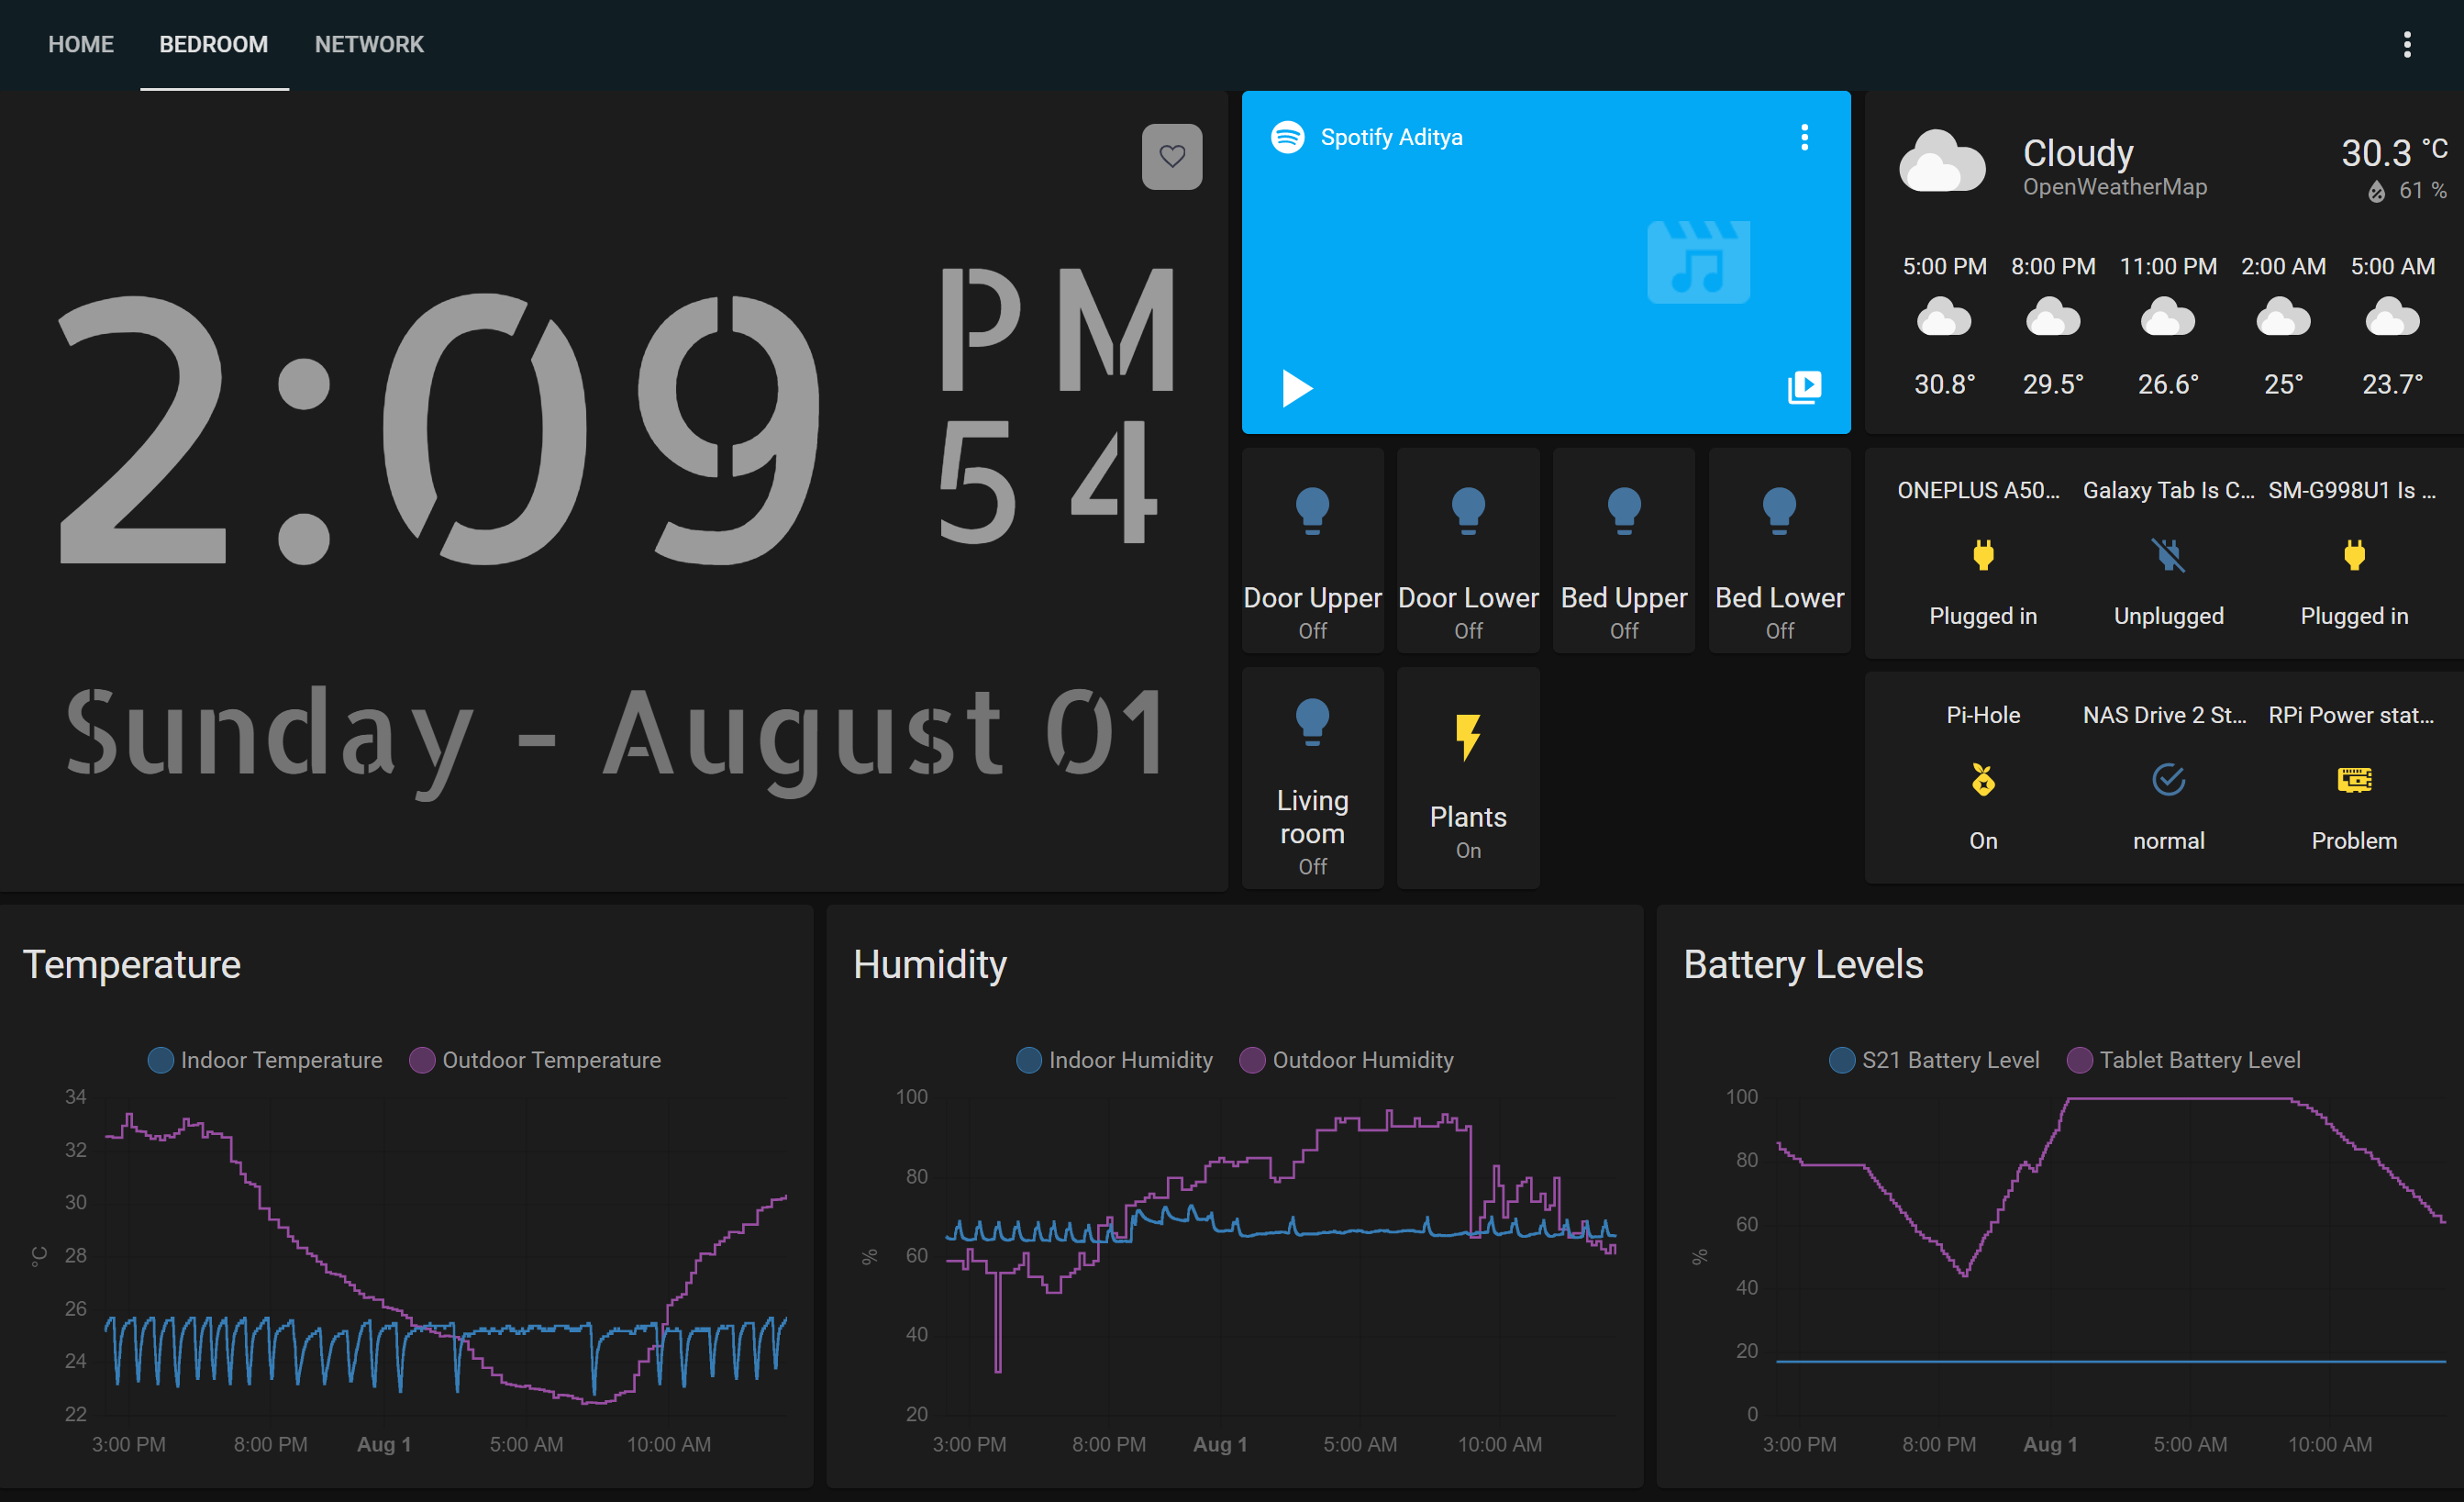 HOME BEDROOM NETWORK
2:09 PM
54
Sunday - August 01
Spotify Aditya
Cloudy
OpenWeatherMap
30.3 °C
61 %
5:00 PM 8:00 PM 11:00 PM 2:00 AM 5:00 AM
30.8° 29.5° 26.6° 25° 23.7°
Door Upper
Off
Door Lower
Off
Bed Upper
Off
Bed Lower
Off
Living
room
Off
Plants
On
ONEPLUS A50... Galaxy Tab Is C... SM-G998U1 Is ...
Plugged in Unplugged Plugged in
Pi-Hole NAS Drive 2 St... RPi Power stat...
On normal Problem
Temperature
Indoor Temperature Outdoor Temperature
34
32
30
28
26
24
22
°C
3:00 PM 8:00 PM Aug 1 5:00 AM 10:00 AM
Humidity
Indoor Humidity Outdoor Humidity
100
80
60
40
20
%
3:00 PM 8:00 PM Aug 1 5:00 AM 10:00 AM
Battery Levels
S21 Battery Level Tablet Battery Level
100
80
60
40
20
0
%
3:00 PM 8:00 PM Aug 1 5:00 AM 10:00 AM